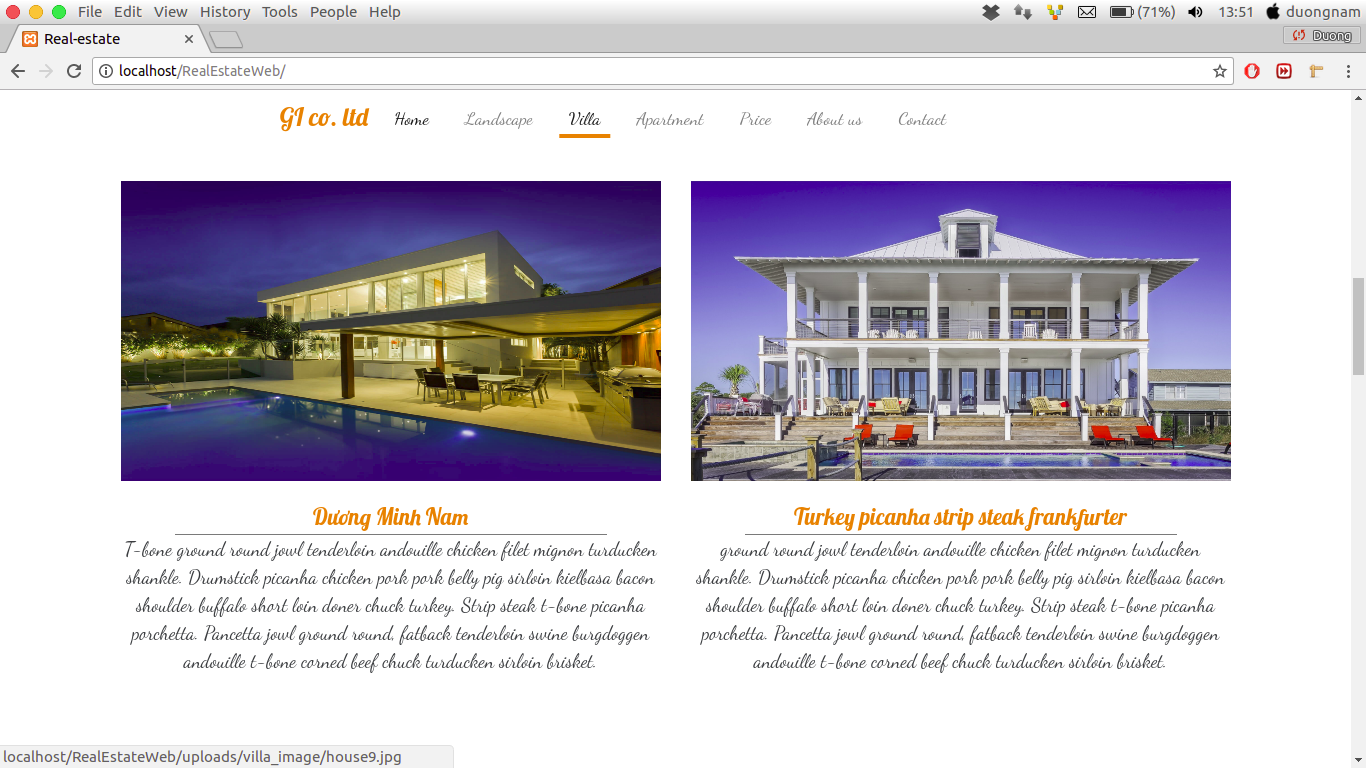 File Edit View History Tools People Help (71%) 13:51 duongnam
Real-estate Duong
localhost/RealEstateWeb/
GI co. ltd Home Landscape Villa Apartment Price About us Contact
Dương Minh Nam
T-bone ground round jowl tenderloin andouille chicken filet mignon turducken
shankle. Drumstick picanha chicken pork pork belly pig sirloin kielbasa bacon
shoulder buffalo short loin doner chuck turkey. Strip steak t-bone picanha
porchetta. Pancetta jowl ground round, fatback tenderloin swine burgdoggen
andouille t-bone corned beef chuck turducken sirloin brisket.
Turkey picanha strip steak frankfurter
ground round jowl tenderloin andouille chicken filet mignon turducken
shankle. Drumstick picanha chicken pork pork belly pig sirloin kielbasa bacon
shoulder buffalo short loin doner chuck turkey. Strip steak t-bone picanha
porchetta. Pancetta jowl ground round, fatback tenderloin swine burgdoggen
andouille t-bone corned beef chuck turducken sirloin brisket.
localhost/RealEstateWeb/uploads/villa_image/house9.jpg